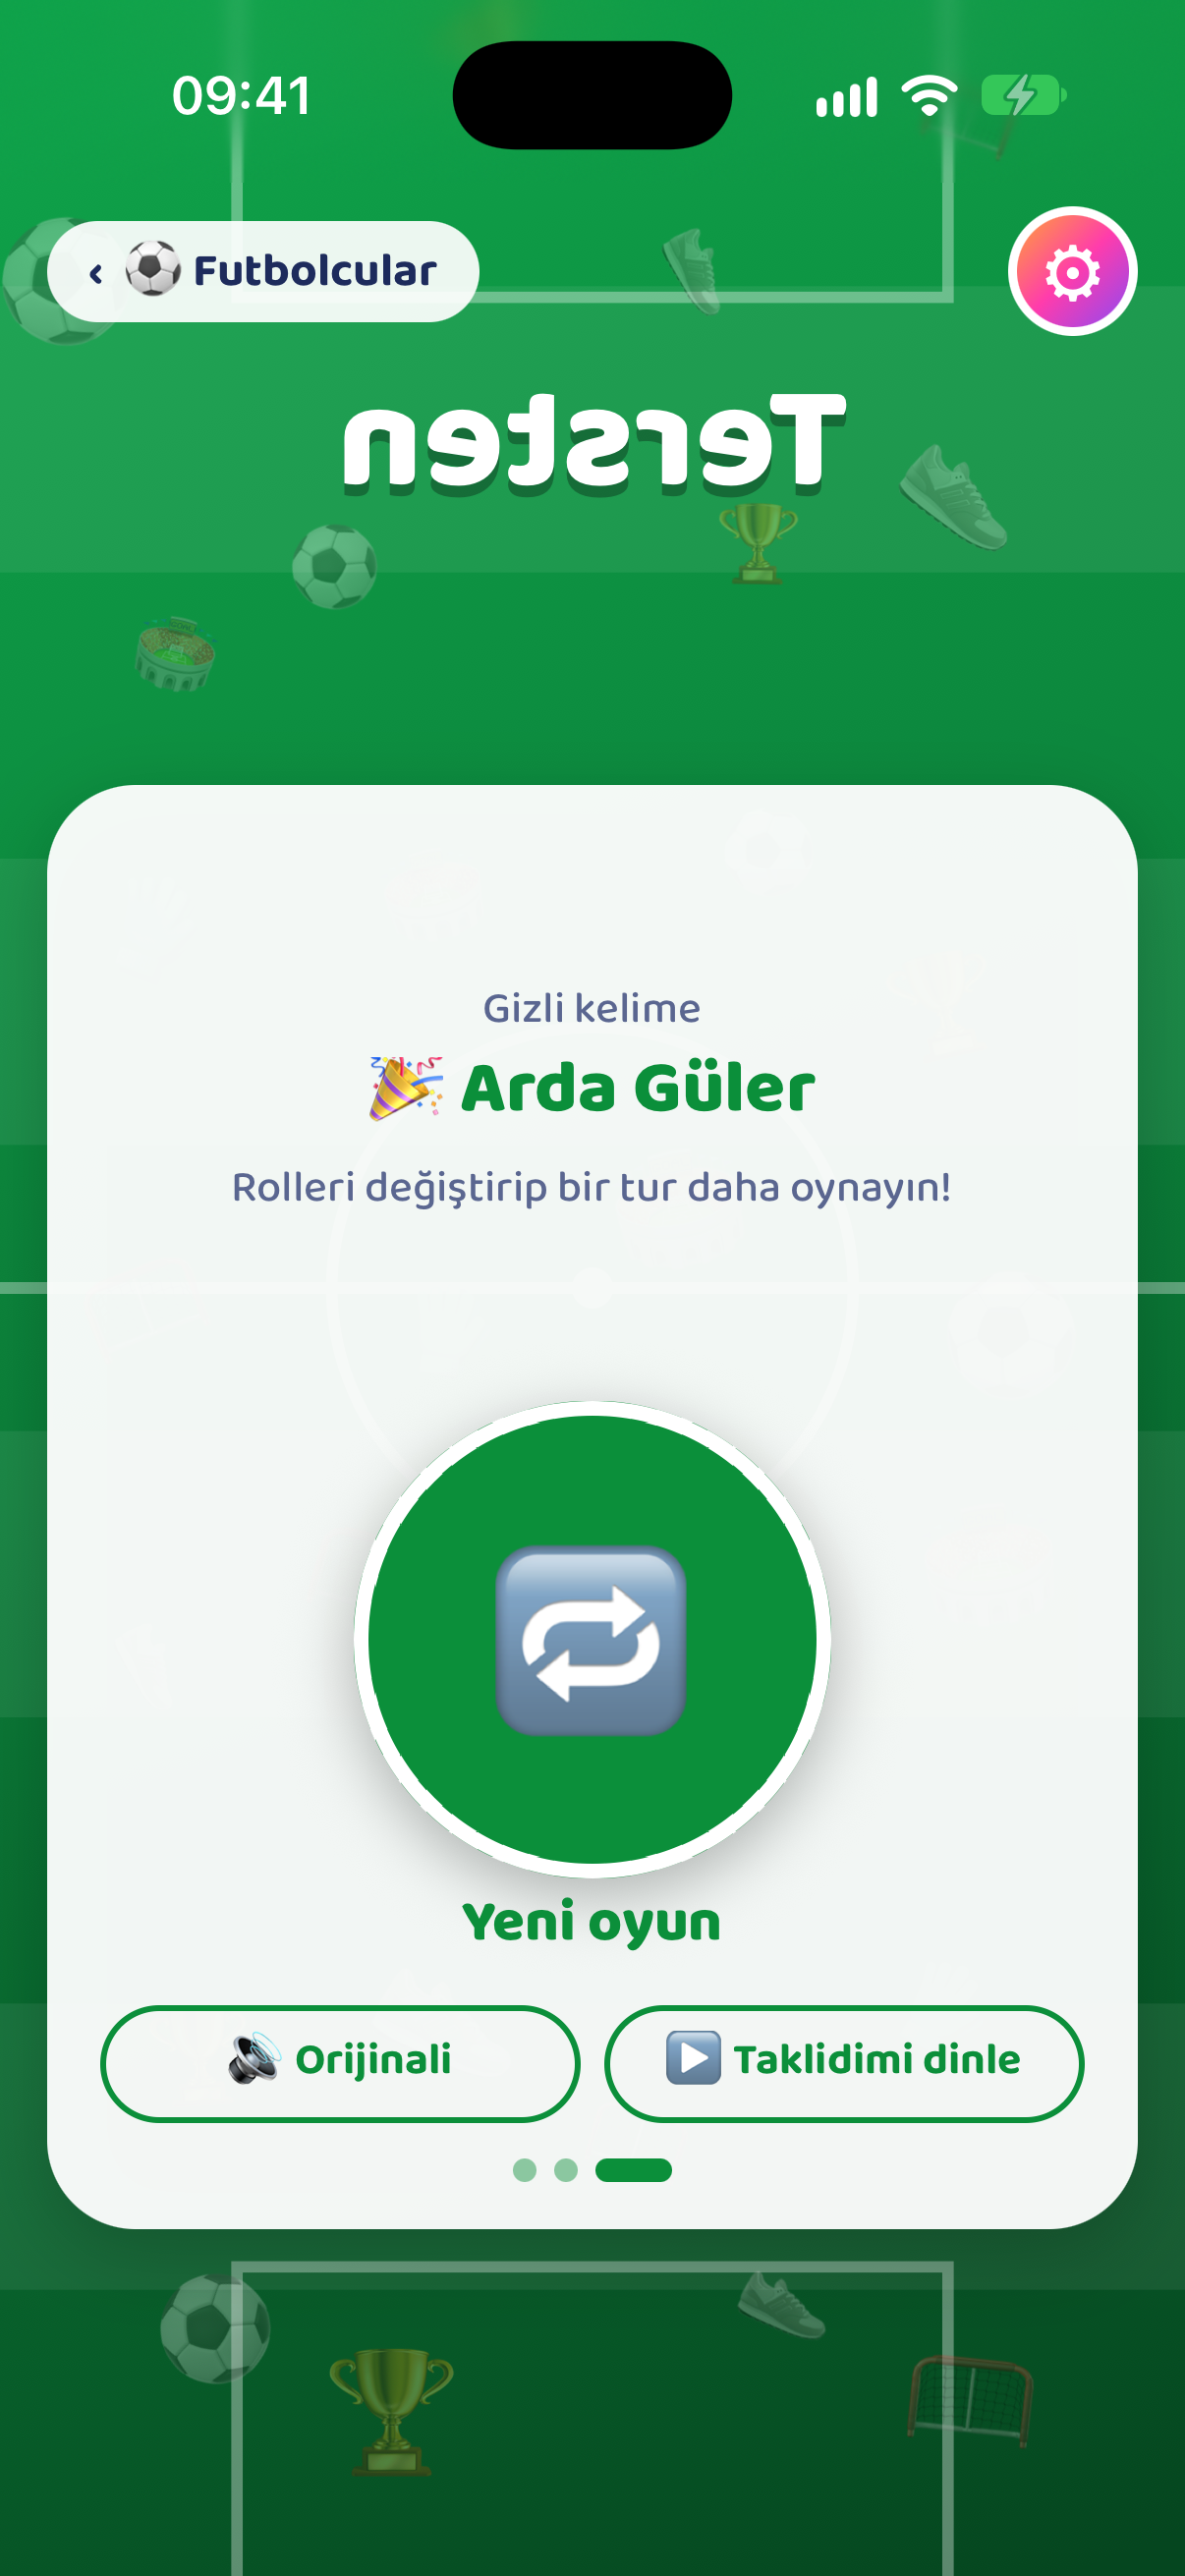 09:41
‹ ⚽ Futbolcular
Tersten
Gizli kelime
🎉 Arda Güler
Rolleri değiştirip bir tur daha oynayın!
Yeni oyun
🔊 Orijinali
▶️ Taklidimi dinle